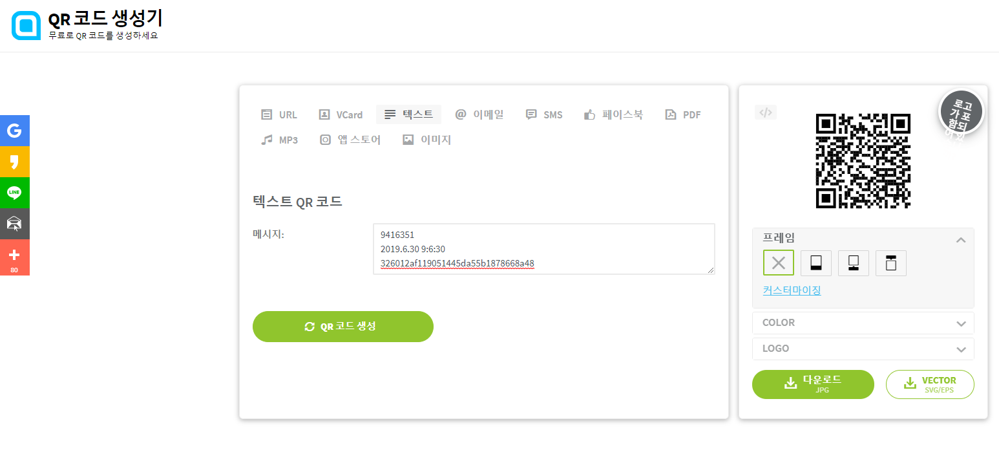 QR 코드 생성기
무료로 QR 코드를 생성하세요
URL
VCard
텍스트
이메일
SMS
페이스북
PDF
MP3
앱 스토어
이미지
텍스트 QR 코드
메시지:
9416351
2019.6.30 9:6:30
326012af119051445da55b1878668a48
QR 코드 생성
LINE
80
</>
로고
가 포
함되
프레임
커스터마이징
COLOR
LOGO
다운로드
JPG
VECTOR
SVG/EPS